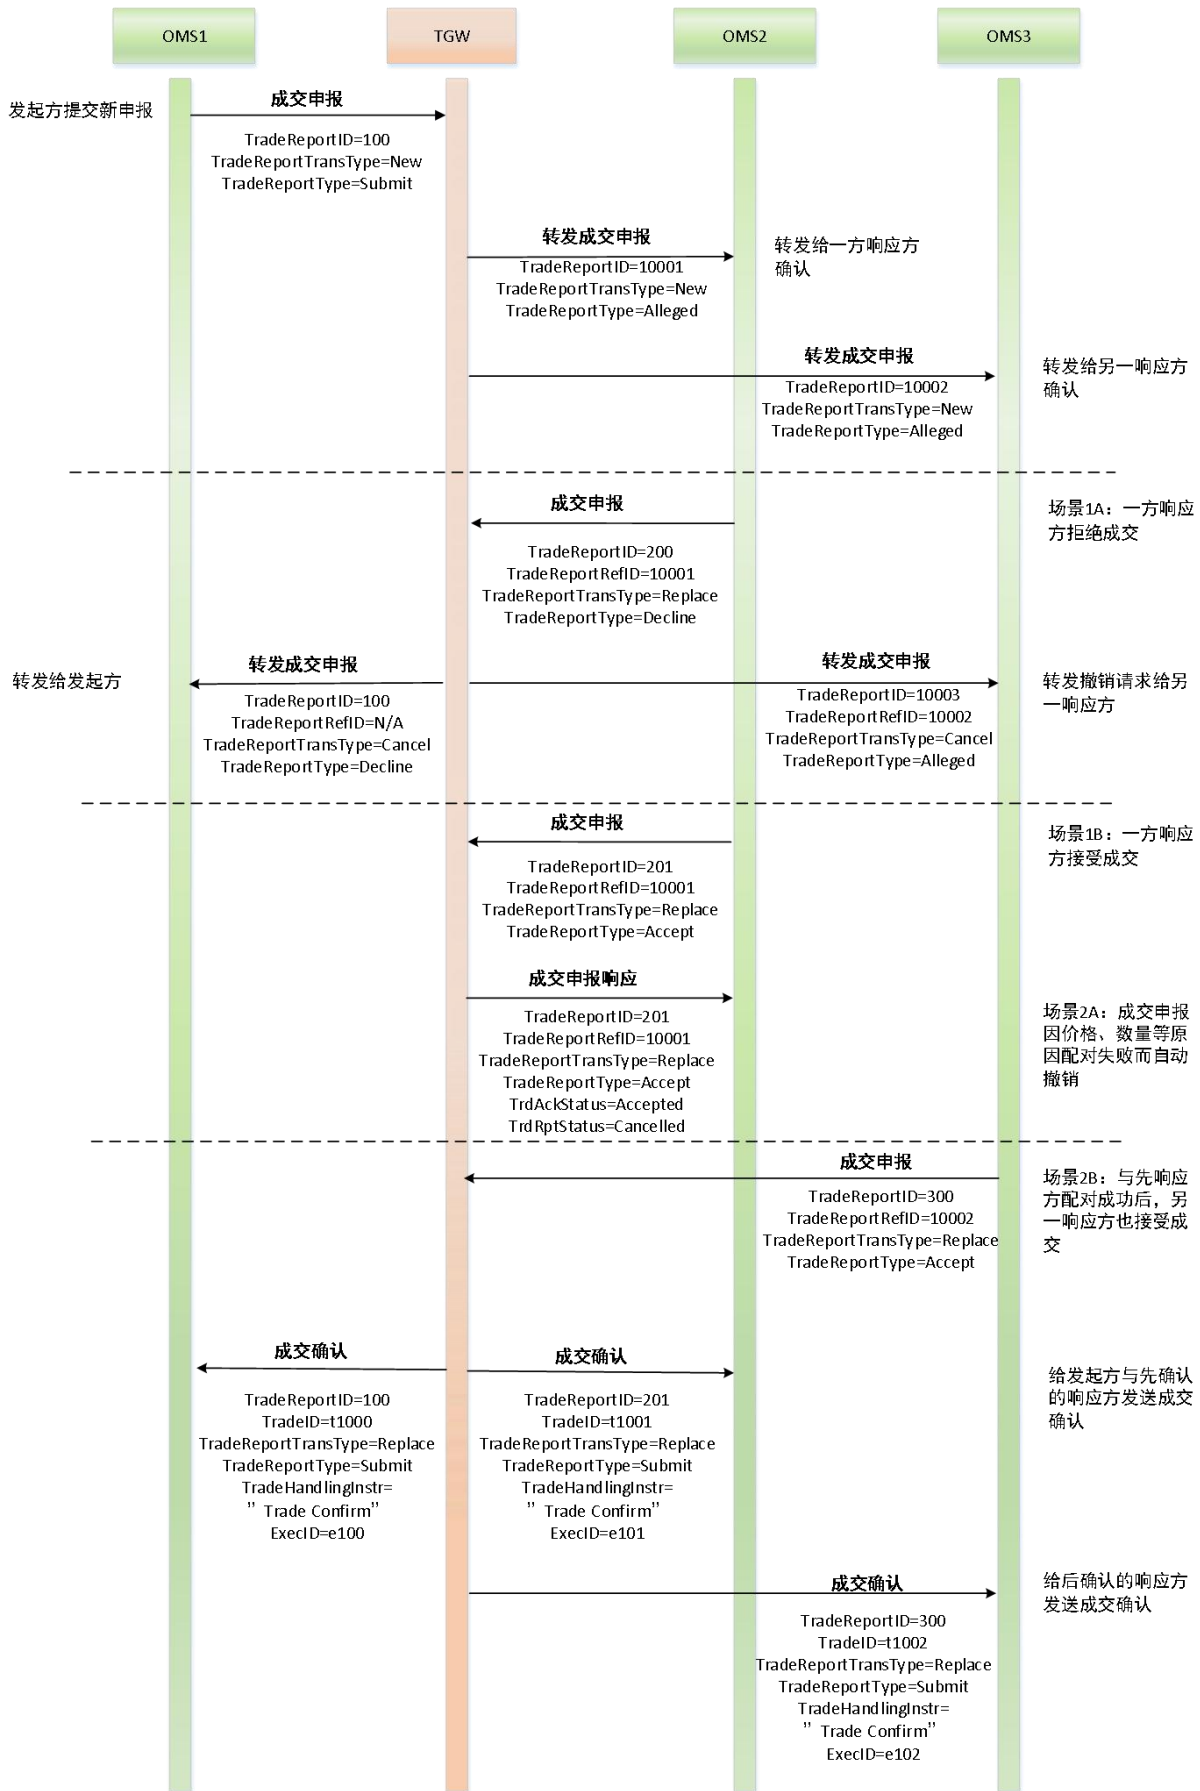 OMS1
TGW
OMS2
OMS3
发起方提交新申报
成交申报
TradeReportID=100
TradeReportTransType=New
TradeReportType=Submit
转发成交申报
TradeReportID=10001
TradeReportTransType=New
TradeReportType=Alleged
转发给一方响应方
确认
转发成交申报
TradeReportID=10002
TradeReportTransType=New
TradeReportType=Alleged
转发给另一响应方
确认
成交申报
TradeReportID=200
TradeReportRefID=10001
TradeReportTransType=Replace
TradeReportType=Decline
场景1A：一方响应
方拒绝成交
转发给发起方
转发成交申报
TradeReportID=100
TradeReportRefID=N/A
TradeReportTransType=Cancel
TradeReportType=Decline
转发成交申报
TradeReportID=10003
TradeReportRefID=10002
TradeReportTransType=Cancel
TradeReportType=Alleged
转发撤销请求给另
一响应方
成交申报
TradeReportID=201
TradeReportRefID=10001
TradeReportTransType=Replace
TradeReportType=Accept
场景1B：一方响应
方接受成交
成交申报响应
TradeReportID=201
TradeReportRefID=10001
TradeReportTransType=Replace
TradeReportType=Accept
TrdAckStatus=Accepted
TrdRptStatus=Cancelled
场景2A：成交申报
因价格、数量等原
因配对失败而自动
撤销
成交申报
TradeReportID=300
TradeReportRefID=10002
TradeReportTransType=Replace
TradeReportType=Accept
场景2B：与先响应
方配对成功后，另
一响应方也接受成
交
成交确认
TradeReportID=100
TradeID=t1000
TradeReportTransType=Replace
TradeReportType=Submit
TradeHandlingInstr=
”Trade Confirm”
ExecID=e100
成交确认
TradeReportID=201
TradeID=t1001
TradeReportTransType=Replace
TradeReportType=Submit
TradeHandlingInstr=
”Trade Confirm”
ExecID=e101
给发起方与先确认
的响应方发送成交
确认
成交确认
TradeReportID=300
TradeID=t1002
TradeReportTransType=Replace
TradeReportType=Submit
TradeHandlingInstr=
”Trade Confirm”
ExecID=e102
给后确认的响应方
发送成交确认